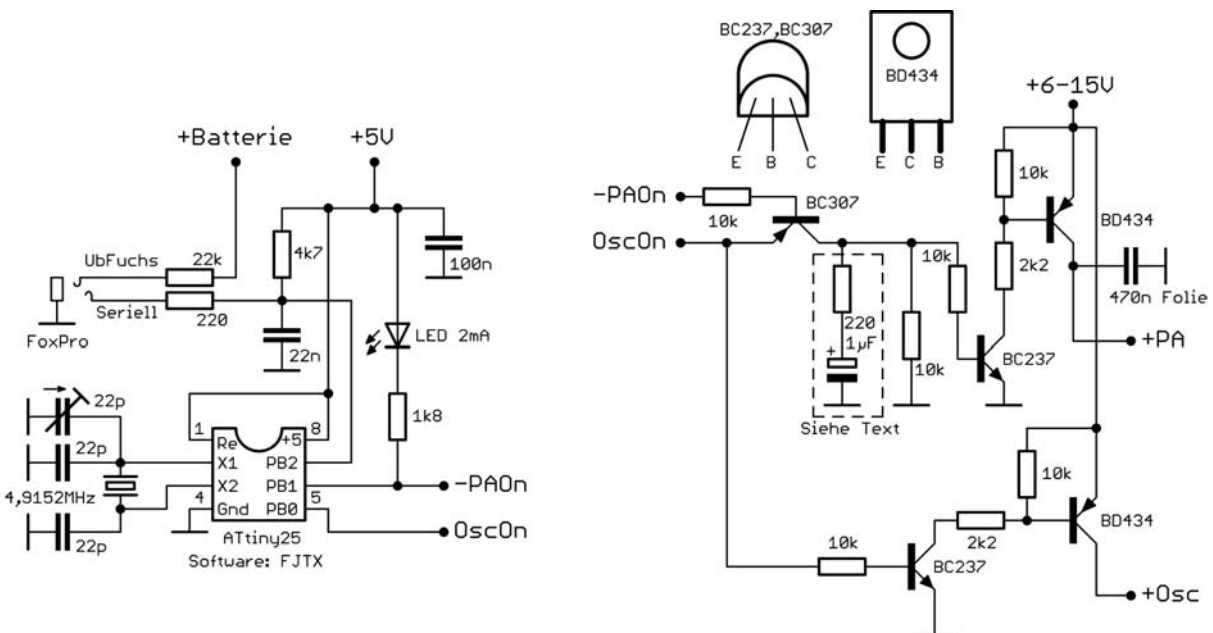 +Batterie
+5V
UbFuchs
22k
4k7
100n
Seriell
220
FoxPro
22n
LED 2mA
22p
1k8
1
8
Re
+5
22p
X1
PB2
X2
PB1
5
-PAOn
4,9152MHz
4
Gnd
PB0
OscOn
22p
ATtiny25
Software: FJTX
BC237,BC307
BD434
E
B
C
E
C
B
+6-15V
-PAOn
10k
BC307
OscOn
10k
BD434
10k
2k2
470n Folie
220
1µF
+
10k
BC237
+PA
Siehe Text
10k
10k
BC237
2k2
BD434
+Osc